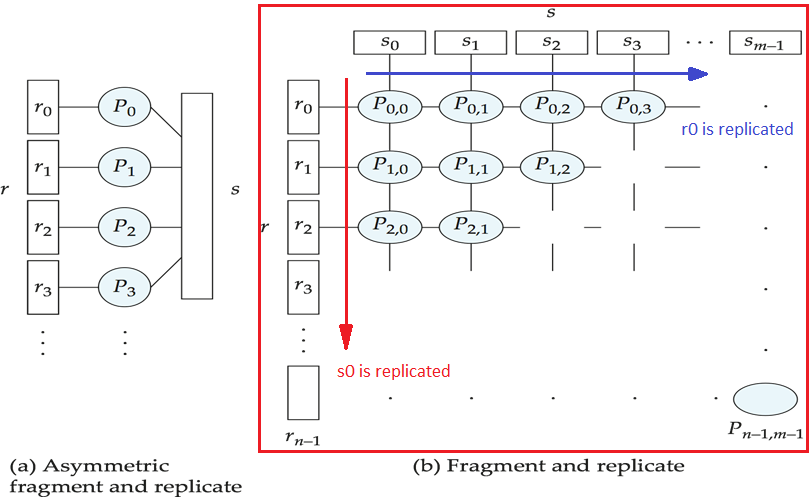 s
s0 s1 s2 s3 ... sm−1
r0 P0 r0 P0,0 P0,1 P0,2 P0,3
r0 is replicated
r1 P1 r1 P1,0 P1,1 P1,2
r s
r2 P2 r r2 P2,0 P2,1
r3 P3 r3
s0 is replicated
Pn−1,m−1
rn−1
(a) Asymmetric
fragment and replicate
(b) Fragment and replicate